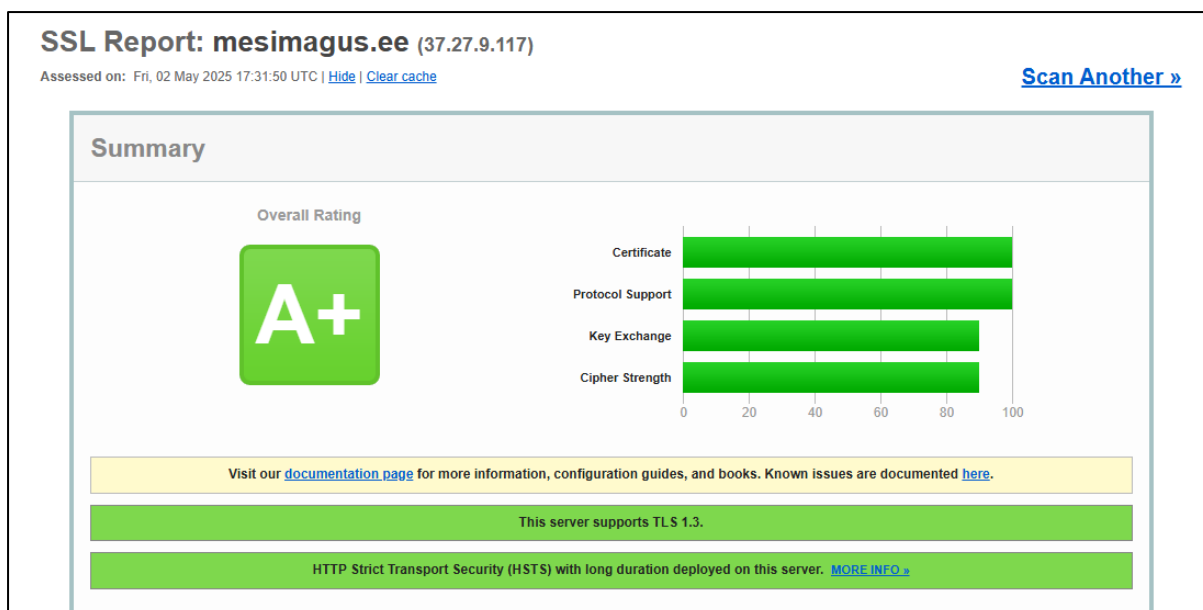 SSL Report: mesimagus.ee (37.27.9.117)
Assessed on: Fri, 02 May 2025 17:31:50 UTC | Hide | Clear cache
Scan Another »
Summary
Overall Rating
A+
Certificate
Protocol Support
Key Exchange
Cipher Strength
0 20 40 60 80 100
Visit our documentation page for more information, configuration guides, and books. Known issues are documented here.
This server supports TLS 1.3.
HTTP Strict Transport Security (HSTS) with long duration deployed on this server. MORE INFO »